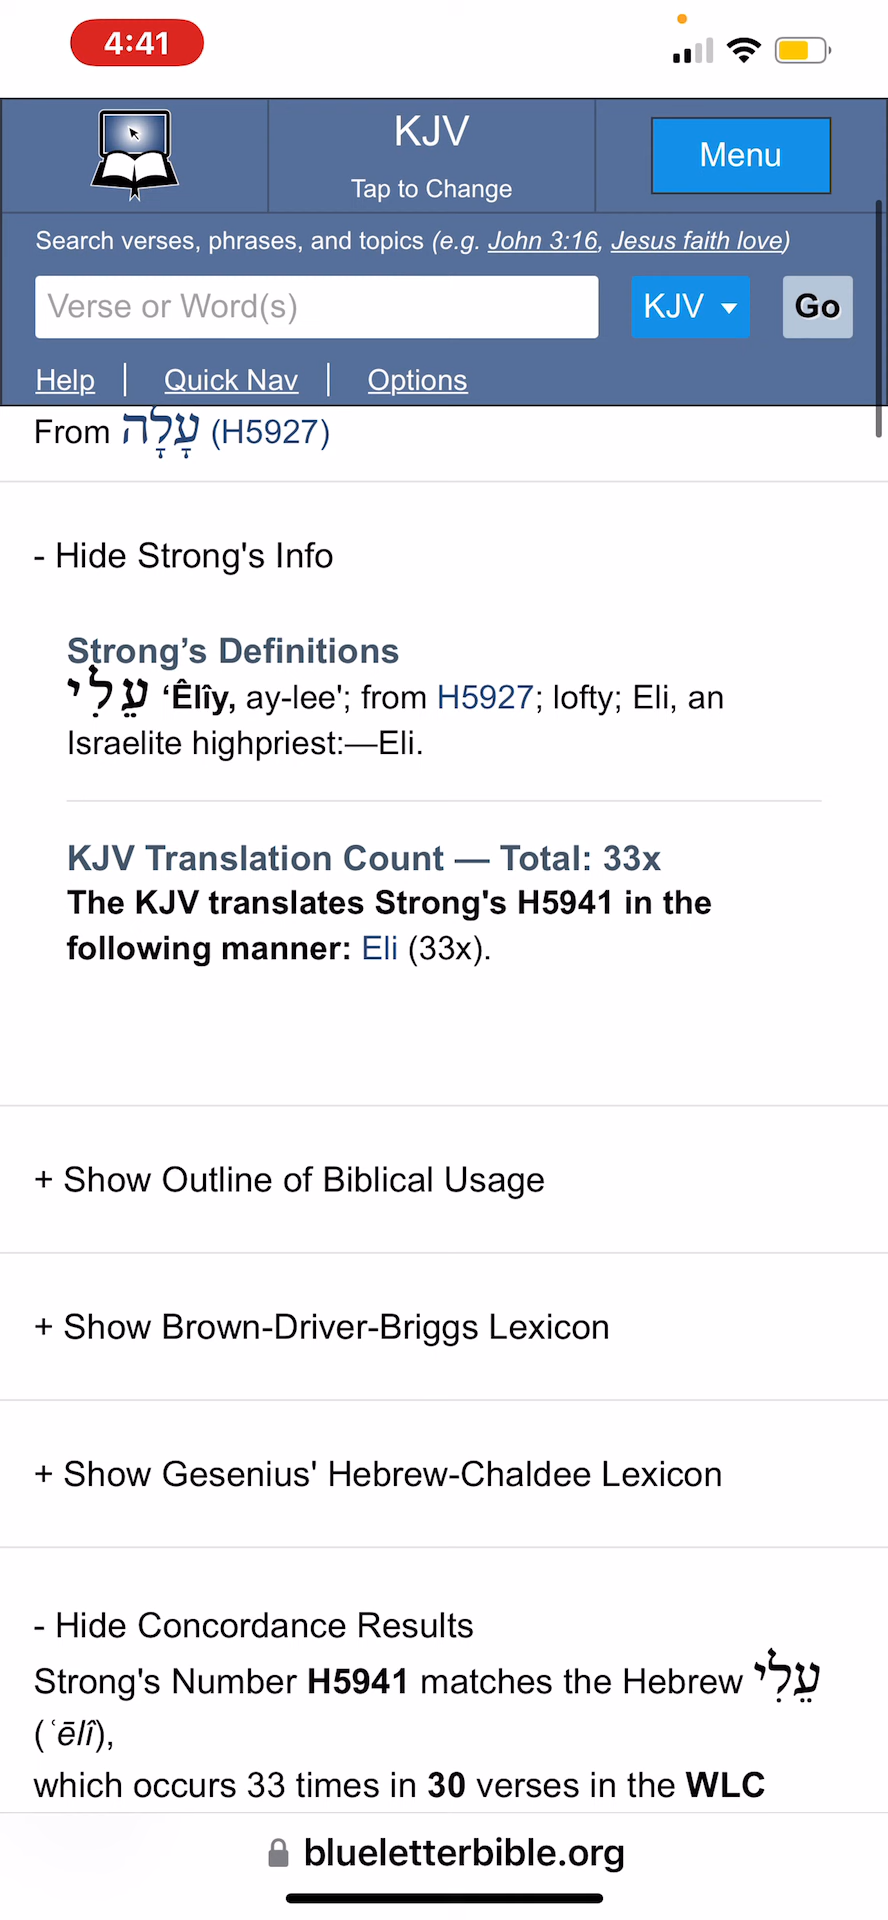 4:41
KJV
Tap to Change
Menu
Search verses, phrases, and topics (e.g. John 3:16, Jesus faith love)
Verse or Word(s)
KJV
Go
Help | Quick Nav | Options
From עָלָה (H5927)
- Hide Strong's Info
Strong’s Definitions
עֵלִי ʻÊlîy, ay-lee'; from H5927; lofty; Eli, an
Israelite highpriest:—Eli.
KJV Translation Count — Total: 33x
The KJV translates Strong's H5941 in the
following manner: Eli (33x).
+ Show Outline of Biblical Usage
+ Show Brown-Driver-Briggs Lexicon
+ Show Gesenius' Hebrew-Chaldee Lexicon
- Hide Concordance Results
Strong's Number H5941 matches the Hebrew עֵלִי
(ʿēlî),
which occurs 33 times in 30 verses in the WLC
blueletterbible.org